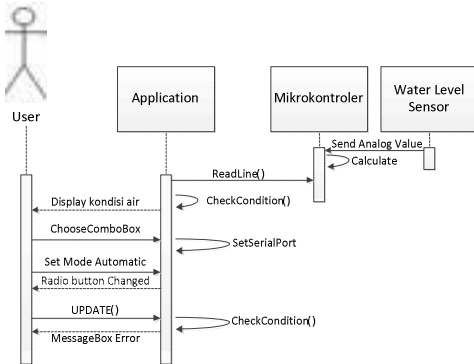 User
Application
Mikrokontroler
Water Level
Sensor
Send Analog Value
Calculate
ReadLine()
Display kondisi air
CheckCondition()
ChooseComboBox
SetSerialPort
Set Mode Automatic
Radio button Changed
UPDATE()
CheckCondition()
MessageBox Error